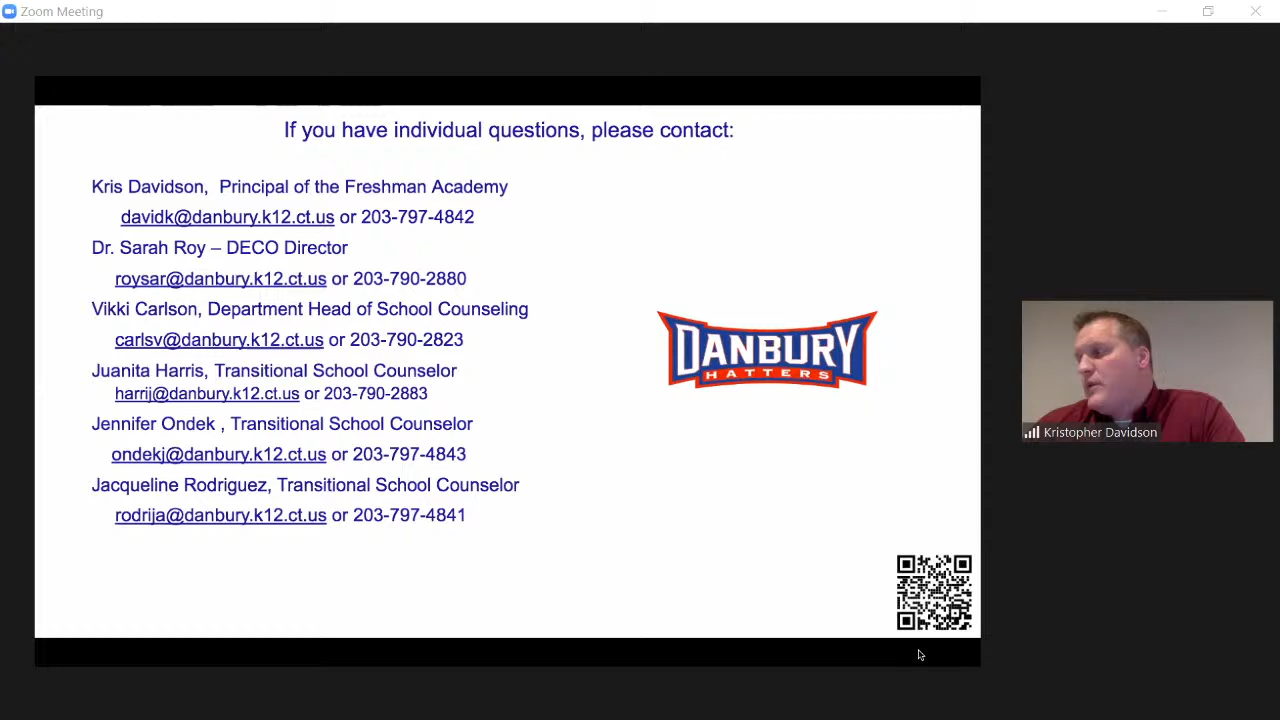 Zoom Meeting
If you have individual questions, please contact:
Kris Davidson, Principal of the Freshman Academy
davidk@danbury.k12.ct.us or 203-797-4842
Dr. Sarah Roy – DECO Director
roysar@danbury.k12.ct.us or 203-790-2880
Vikki Carlson, Department Head of School Counseling
carlsv@danbury.k12.ct.us or 203-790-2823
Juanita Harris, Transitional School Counselor
harrij@danbury.k12.ct.us or 203-790-2883
Jennifer Ondek , Transitional School Counselor
ondekj@danbury.k12.ct.us or 203-797-4843
Jacqueline Rodriguez, Transitional School Counselor
rodrija@danbury.k12.ct.us or 203-797-4841
DANBURY
HATTERS
Kristopher Davidson